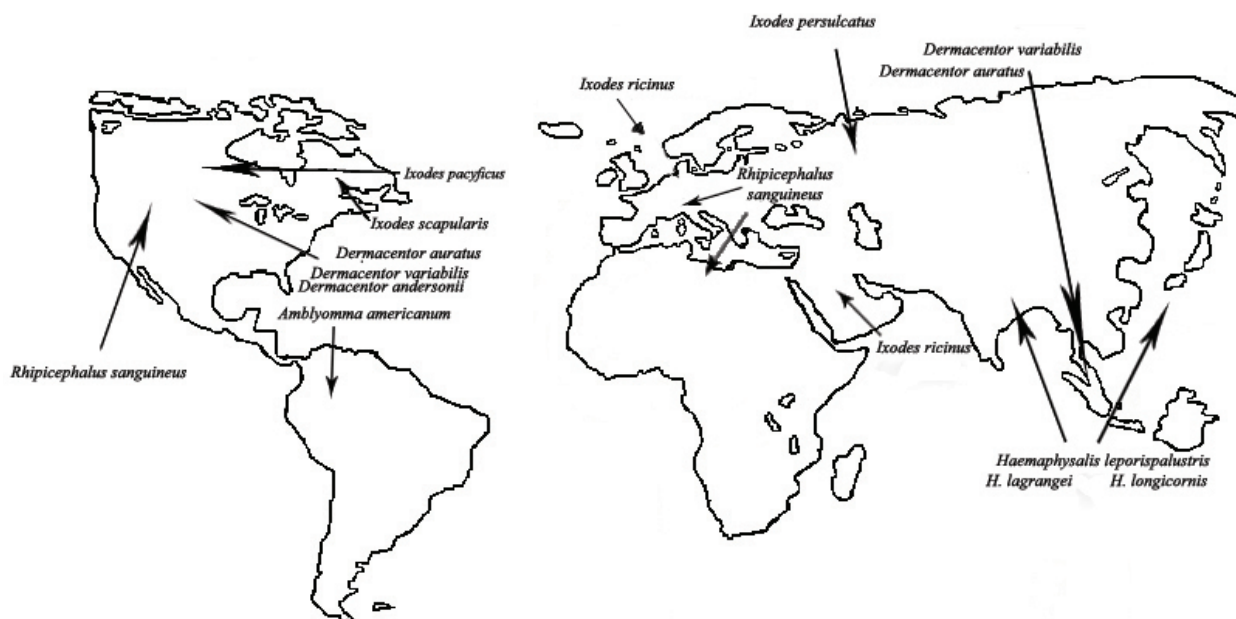 Ixodes persulcatus
Dermacentor variabilis
Dermacentor auratus
Ixodes ricinus
Ixodes pacyficus
Rhipicephalus
sanguineus
Ixodes scapularis
Dermacentor auratus
Dermacentor variabilis
Dermacentor andersonii
Amblyomma americanum
Ixodes ricinus
Rhipicephalus sanguineus
Haemaphysalis leporispalustris
H. lagrangei H. longicornis